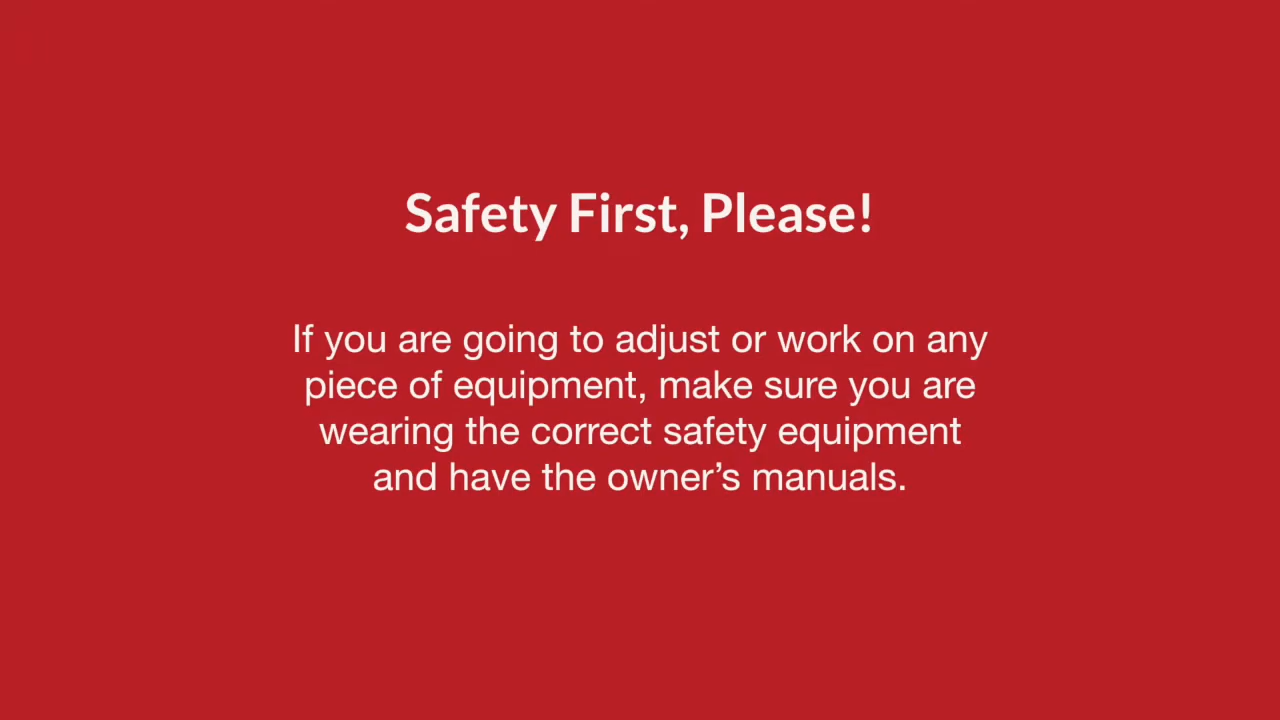 Safety First, Please!
If you are going to adjust or work on any
piece of equipment, make sure you are
wearing the correct safety equipment
and have the owner’s manuals.